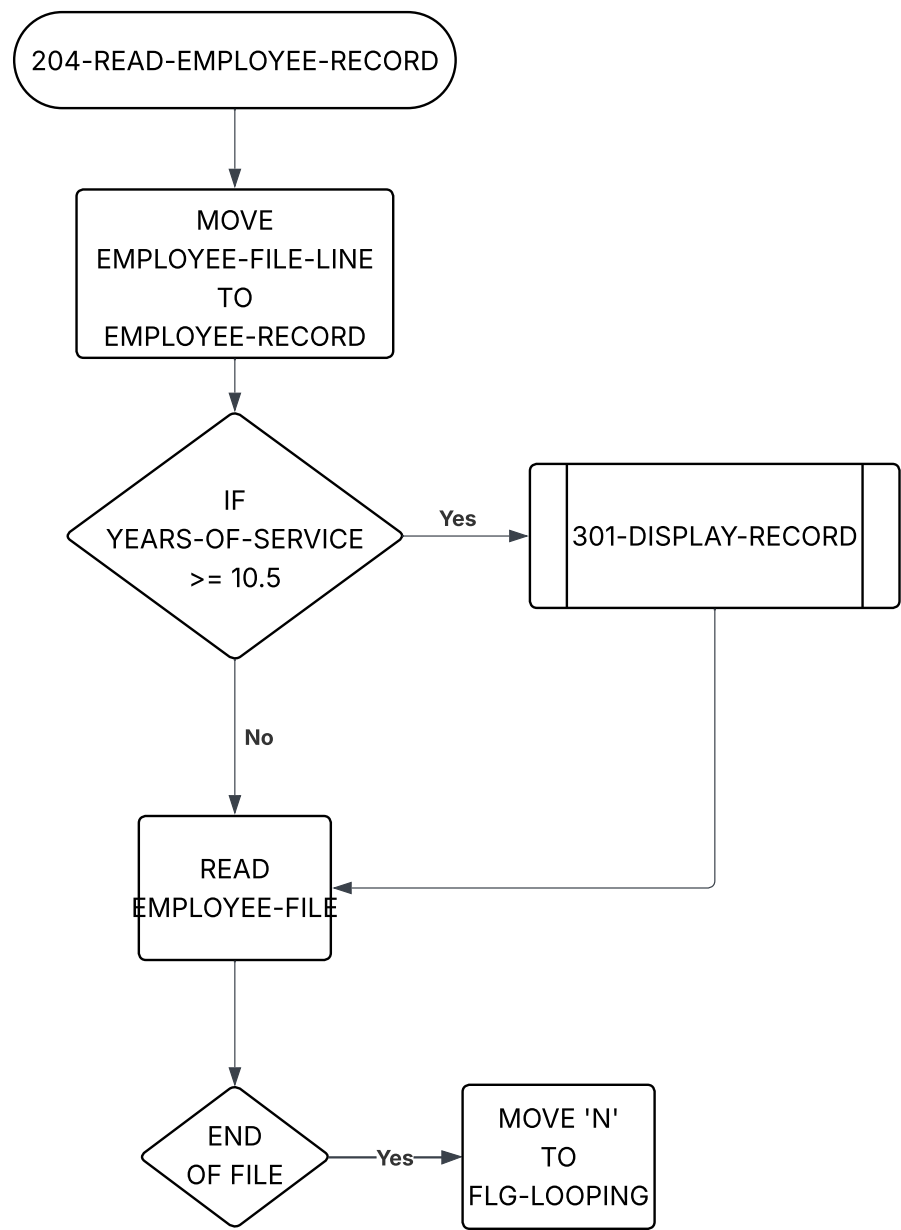 204-READ-EMPLOYEE-RECORD
MOVE
EMPLOYEE-FILE-LINE
TO
EMPLOYEE-RECORD
IF
YEARS-OF-SERVICE
>= 10.5
Yes
301-DISPLAY-RECORD
No
READ
EMPLOYEE-FILE
END
OF FILE
Yes
MOVE 'N'
TO
FLG-LOOPING